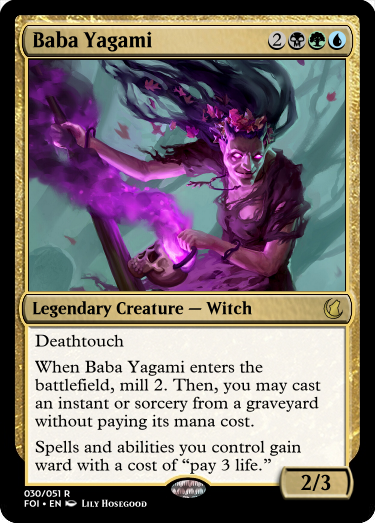 Baba Yagami 2
Legendary Creature — Witch
Deathtouch
When Baba Yagami enters the
battlefield, mill 2. Then, you may cast
an instant or sorcery from a graveyard
without paying its mana cost.
Spells and abilities you control gain
ward with a cost of “pay 3 life.”
2/3
030/051 R
FOI • EN Lily Hosegood